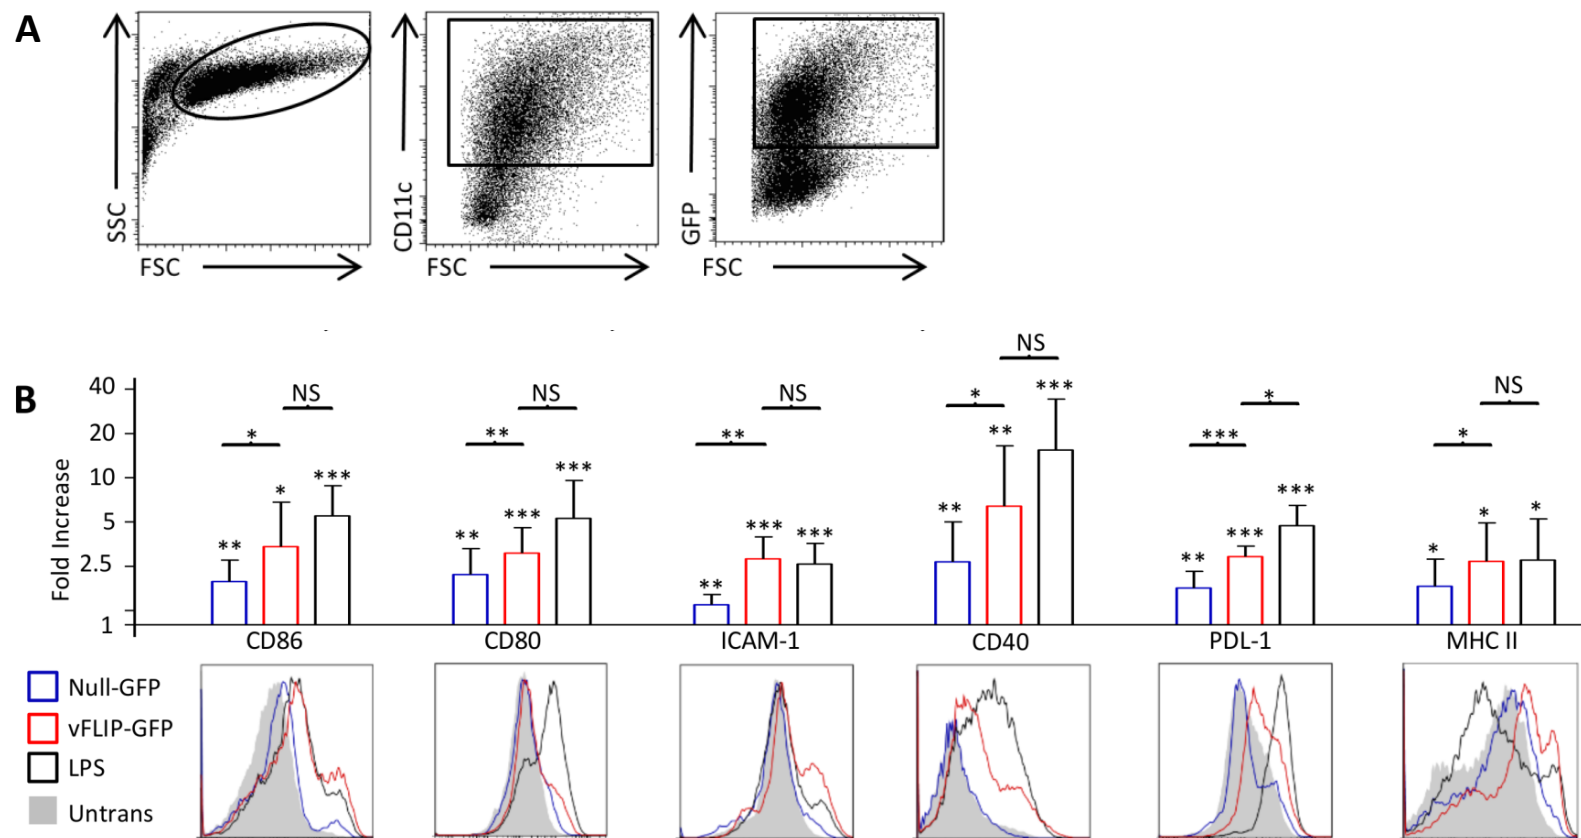 A
SSC
FSC
CD11c
FSC
GFP
FSC
B
Fold Increase
40
20
10
5
2.5
1
NS
*
**
*
***
NS
**
**
***
***
NS
**
**
***
***
NS
*
**
**
***
*
***
**
***
***
NS
*
*
*
*
CD86
CD80
ICAM-1
CD40
PDL-1
MHC II
Null-GFP
vFLIP-GFP
LPS
Untrans